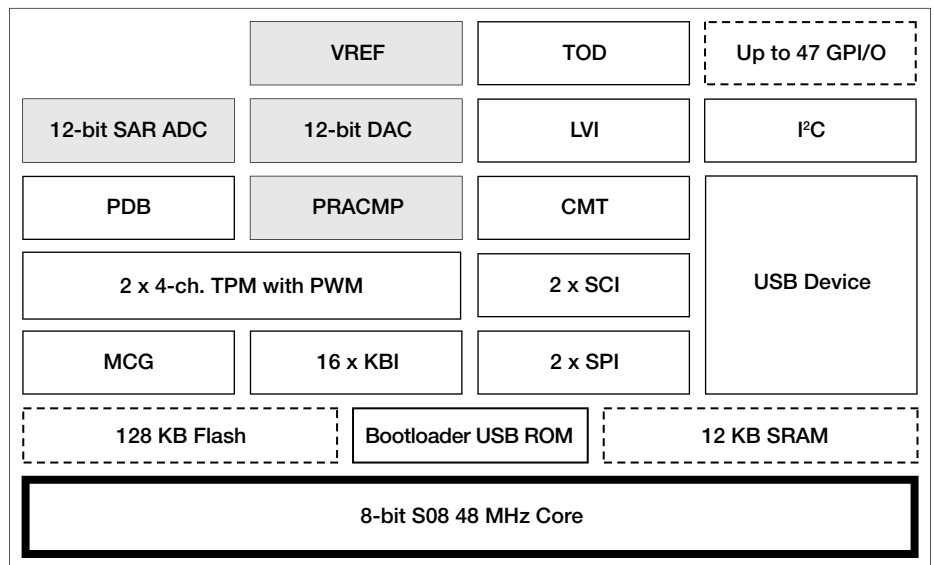 VREF
TOD
Up to 47 GPI/O
12-bit SAR ADC
12-bit DAC
LVI
I²C
PDB
PRACMP
CMT
USB Device
2 x 4-ch. TPM with PWM
2 x SCI
MCG
16 x KBI
2 x SPI
128 KB Flash
Bootloader USB ROM
12 KB SRAM
8-bit S08 48 MHz Core